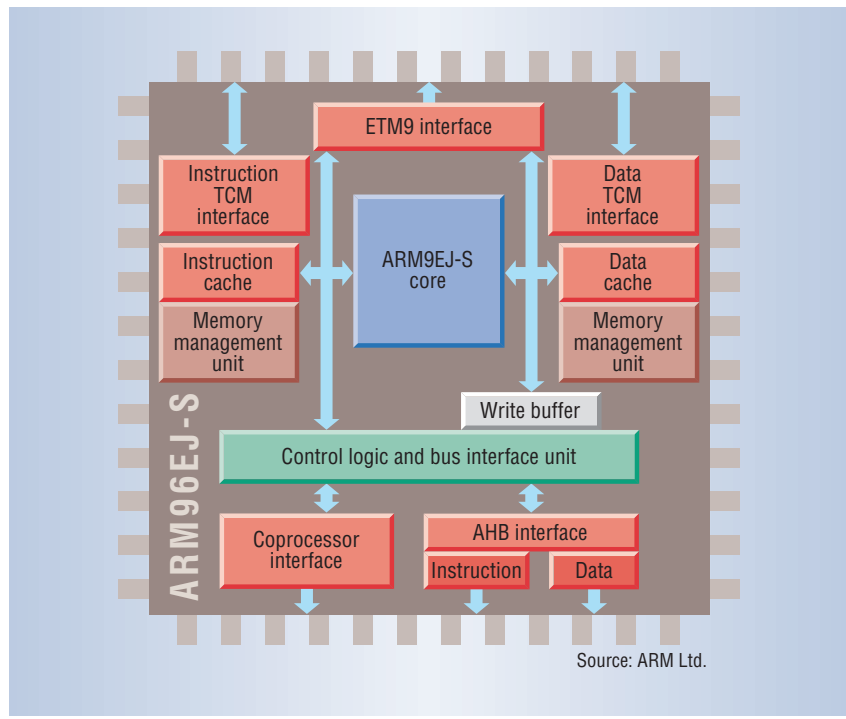 ETM9 interface
Instruction
TCM
interface
Data
TCM
interface
ARM9EJ-S
core
Instruction
cache
Data
cache
Memory
management
unit
Memory
management
unit
Write buffer
ARM96EJ-S
Control logic and bus interface unit
Coprocessor
interface
AHB interface
Instruction
Data
Source: ARM Ltd.